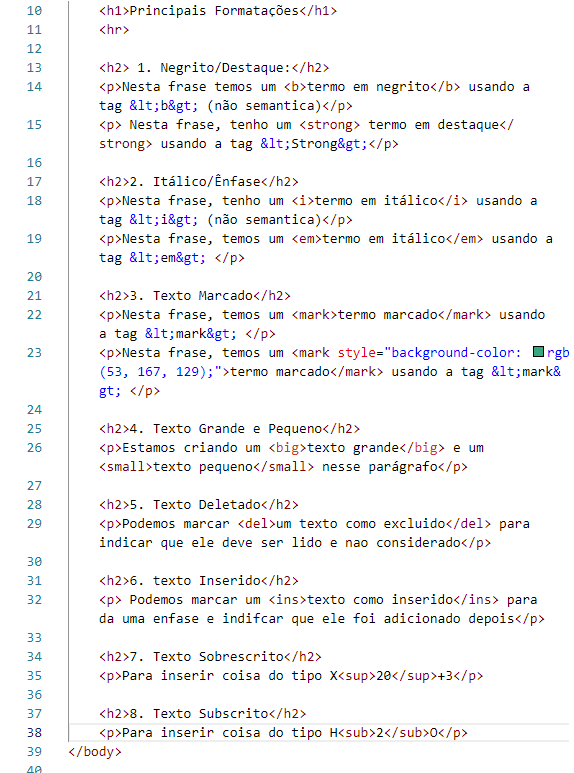 10 <h1>Principais Formatações</h1>
11 <hr>
12
13 <h2> 1. Negrito/Destaque:</h2>
14 <p>Nesta frase temos um <b>termo em negrito</b> usando a
tag &lt;b&gt; (não semantica)</p>
15 <p> Nesta frase, tenho um <strong> termo em destaque</
strong> usando a tag &lt;Strong&gt;</p>
16
17 <h2>2. Itálico/Ênfase</h2>
18 <p>Nesta frase, tenho um <i>termo em itálico</i> usando a
tag &lt;i&gt; (não semantica)</p>
19 <p>Nesta frase, temos um <em>termo em itálico</em> usando a
tag &lt;em&gt; </p>
20
21 <h2>3. Texto Marcado</h2>
22 <p>Nesta frase, temos um <mark>termo marcado</mark> usando
a tag &lt;mark&gt; </p>
23 <p>Nesta frase, temos um <mark style="background-color: rgb
(53, 167, 129);">termo marcado</mark> usando a tag &lt;mark&
gt; </p>
24
25 <h2>4. Texto Grande e Pequeno</h2>
26 <p>Estamos criando um <big>texto grande</big> e um
<small>texto pequeno</small> nesse parágrafo</p>
27
28 <h2>5. Texto Deletado</h2>
29 <p>Podemos marcar <del>um texto como excluido</del> para
indicar que ele deve ser lido e nao considerado</p>
30
31 <h2>6. texto Inserido</h2>
32 <p> Podemos marcar um <ins>texto como inserido</ins> para
da uma enfase e indifcar que ele foi adicionado depois</p>
33
34 <h2>7. Texto Sobrescrito</h2>
35 <p>Para inserir coisa do tipo X<sup>20</sup>+3</p>
36
37 <h2>8. Texto Subscrito</h2>
38 <p>Para inserir coisa do tipo H<sub>2</sub>O</p>
39 </body>
40